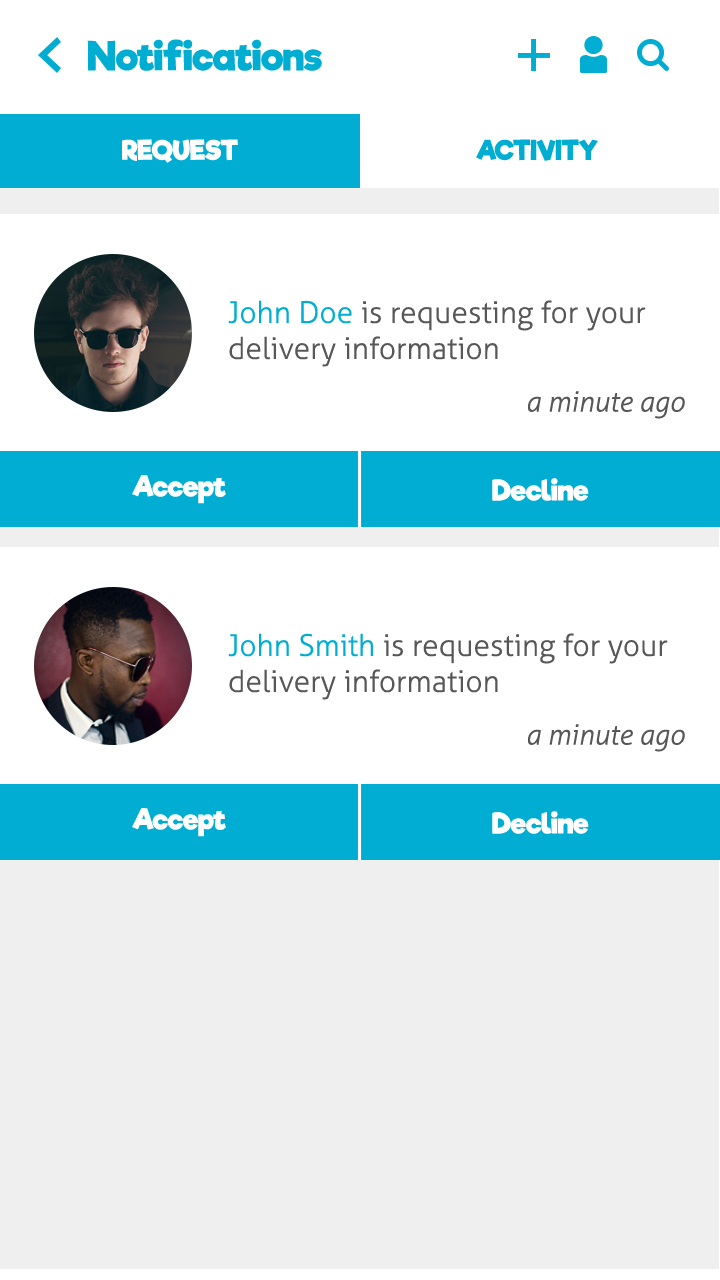 Notifications
REQUEST
ACTIVITY
John Doe is requesting for your
delivery information
a minute ago
Accept
Decline
John Smith is requesting for your
delivery information
a minute ago
Accept
Decline